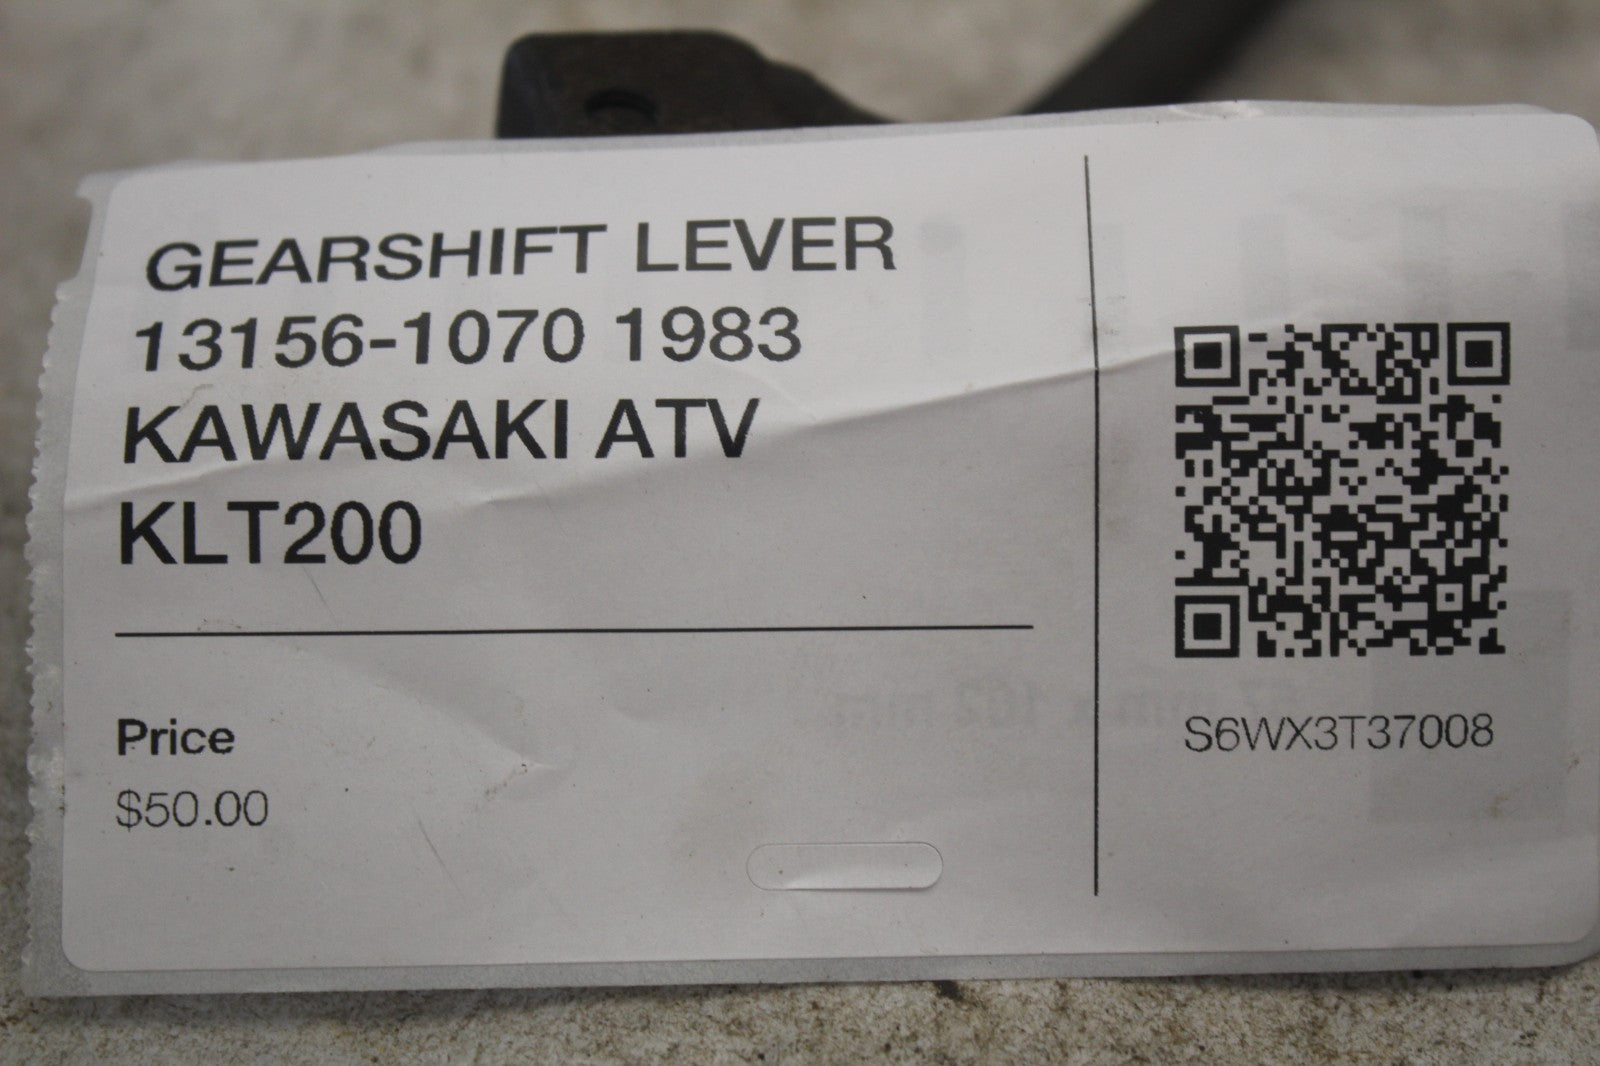 GEARSHIFT LEVER
13156-1070 1983
KAWASAKI ATV
KLT200
Price
$50.00
S6WX3T37008